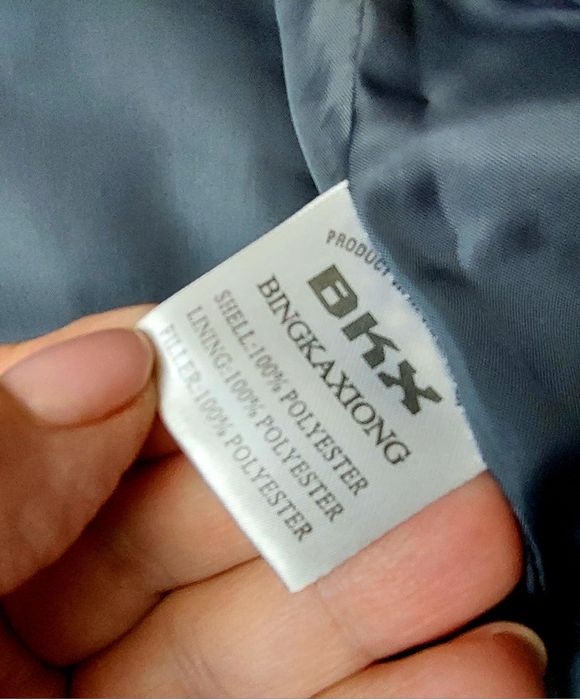 PRODUCT
BKX
BINGKAXIONG
SHELL:100% POLYESTER
LINING:100% POLYESTER
FILLER:100% POLYESTER